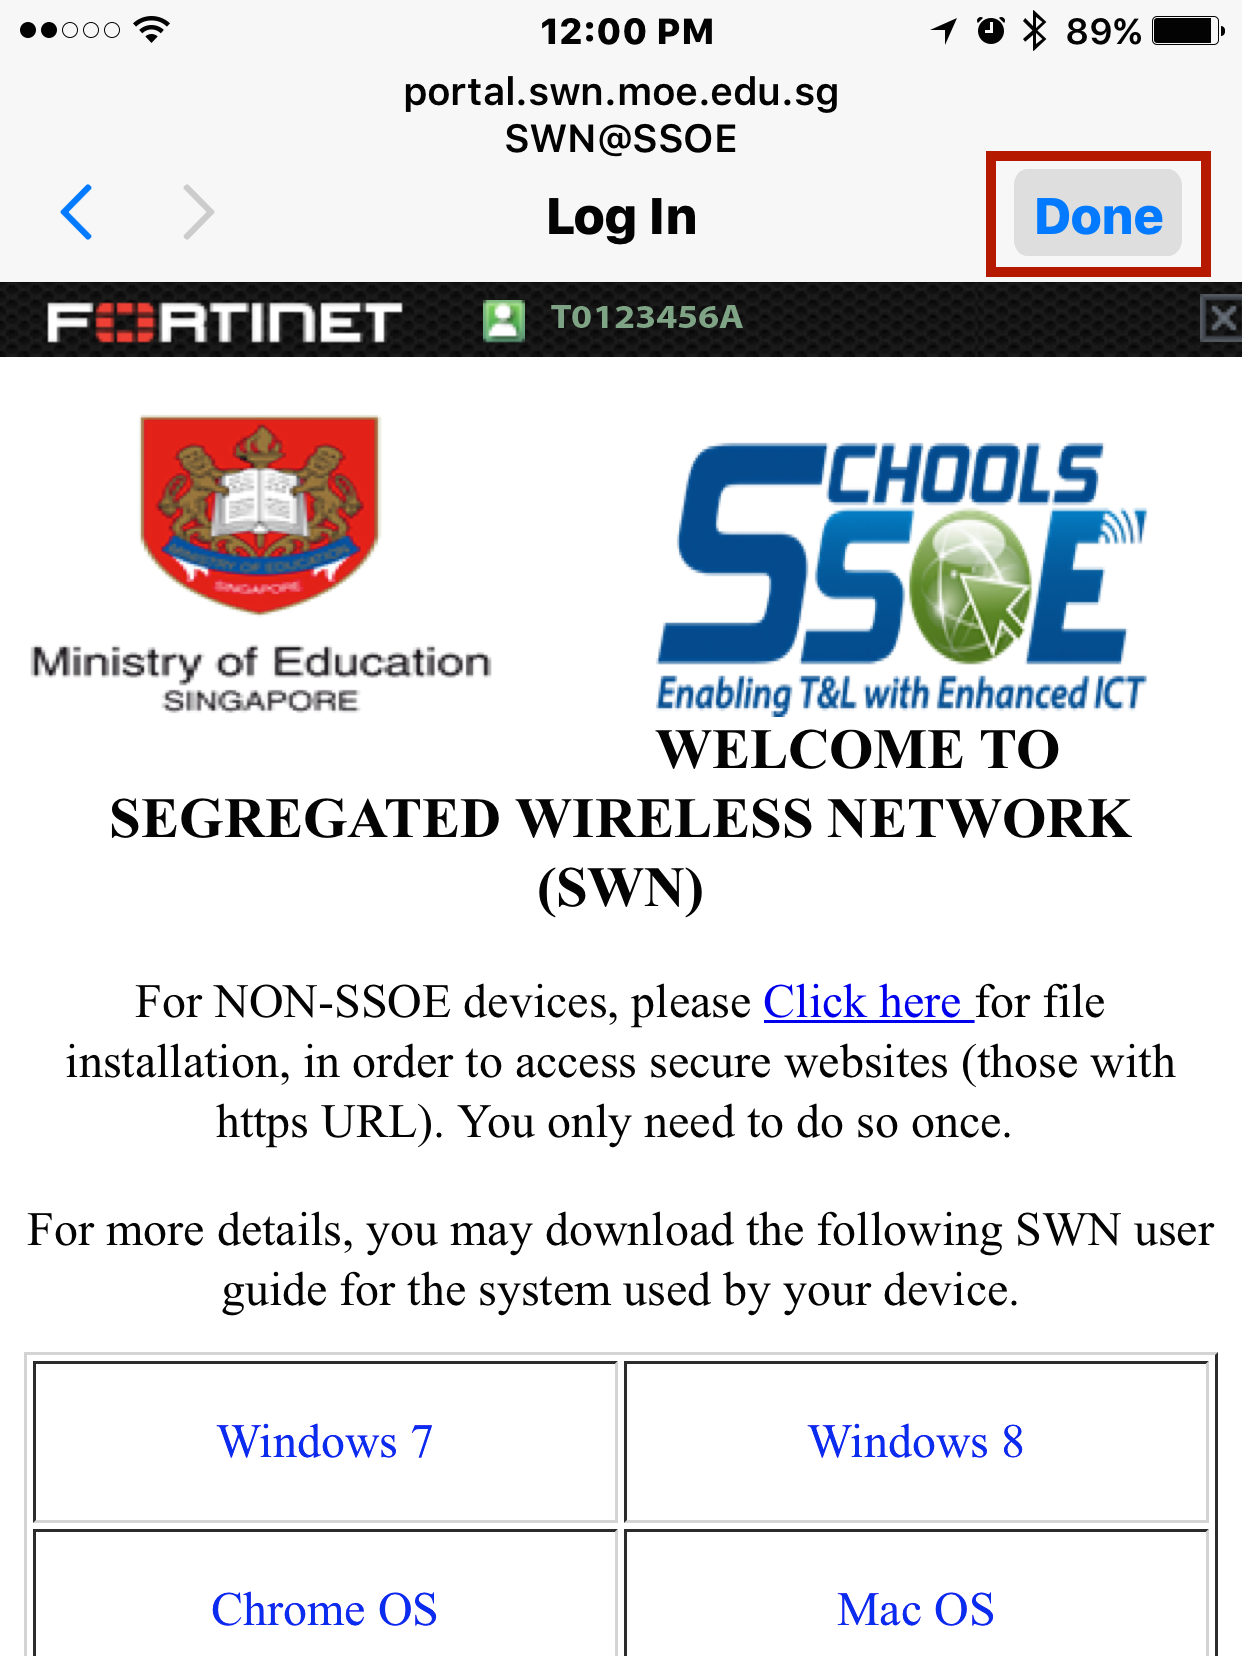 12:00 PM
89%
portal.swn.moe.edu.sg
SWN@SSOE
Log In
Done
FORTINET
T0123456A
MINISTRY OF EDUCATION
SINGAPORE
Ministry of Education
SINGAPORE
SCHOOLS
SSOE
Enabling T&L with Enhanced ICT
WELCOME TO
SEGREGATED WIRELESS NETWORK
(SWN)
For NON-SSOE devices, please Click here for file
installation, in order to access secure websites (those with
https URL). You only need to do so once.
For more details, you may download the following SWN user
guide for the system used by your device.
Windows 7
Windows 8
Chrome OS
Mac OS